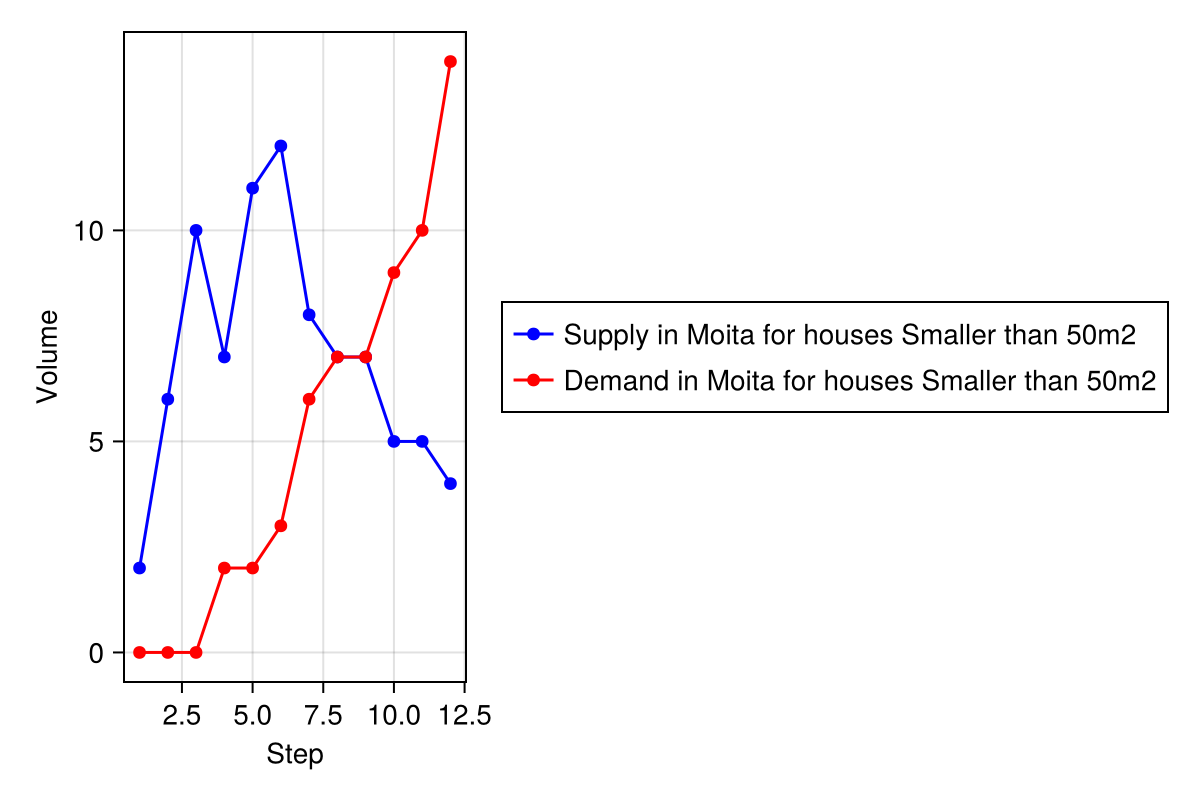 Volume
10
5
0
2.5 5.0 7.5 10.0 12.5
Step
Supply in Moita for houses Smaller than 50m2
Demand in Moita for houses Smaller than 50m2